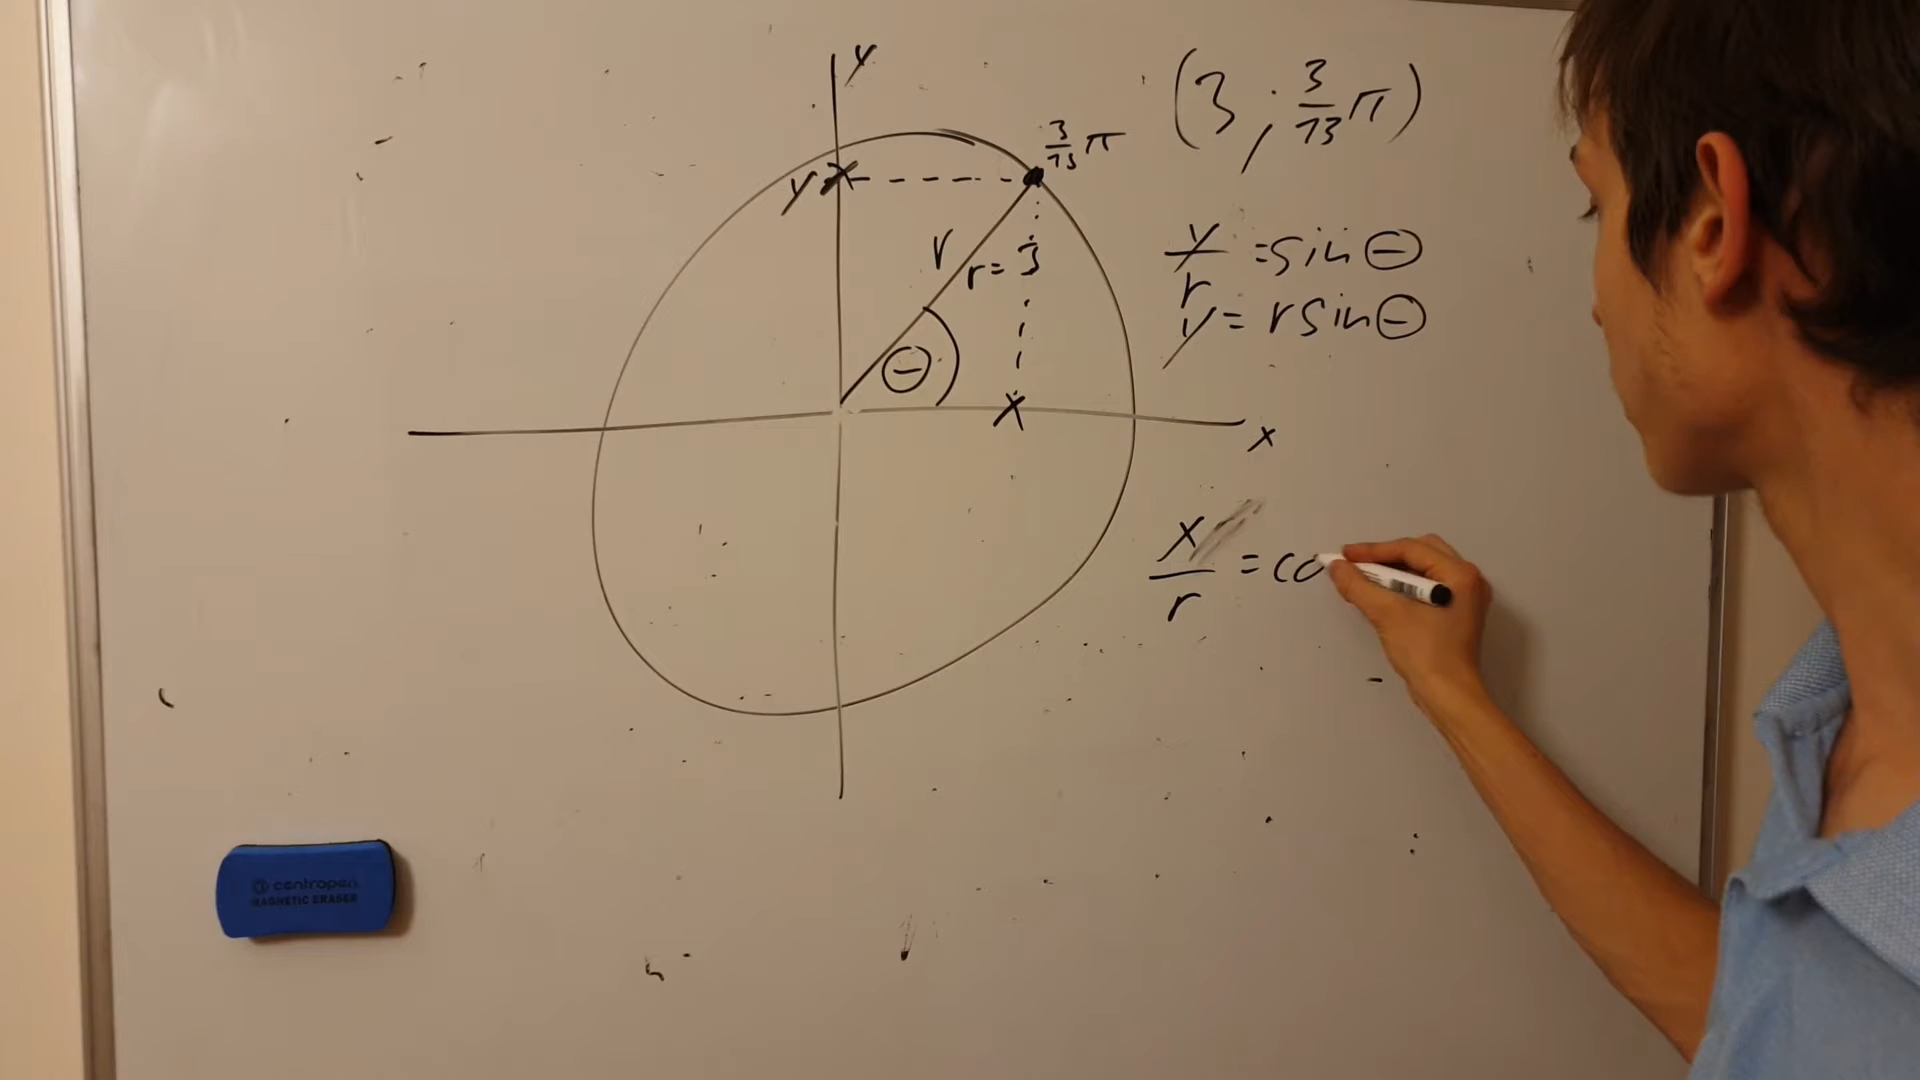 y
(3 ; 3/13 π)
3/13 π
y
r
r = 3
y/r = sin Θ
y = r sin Θ
Θ
x
x
x/r = co
centropen
MAGNETIC ERASER